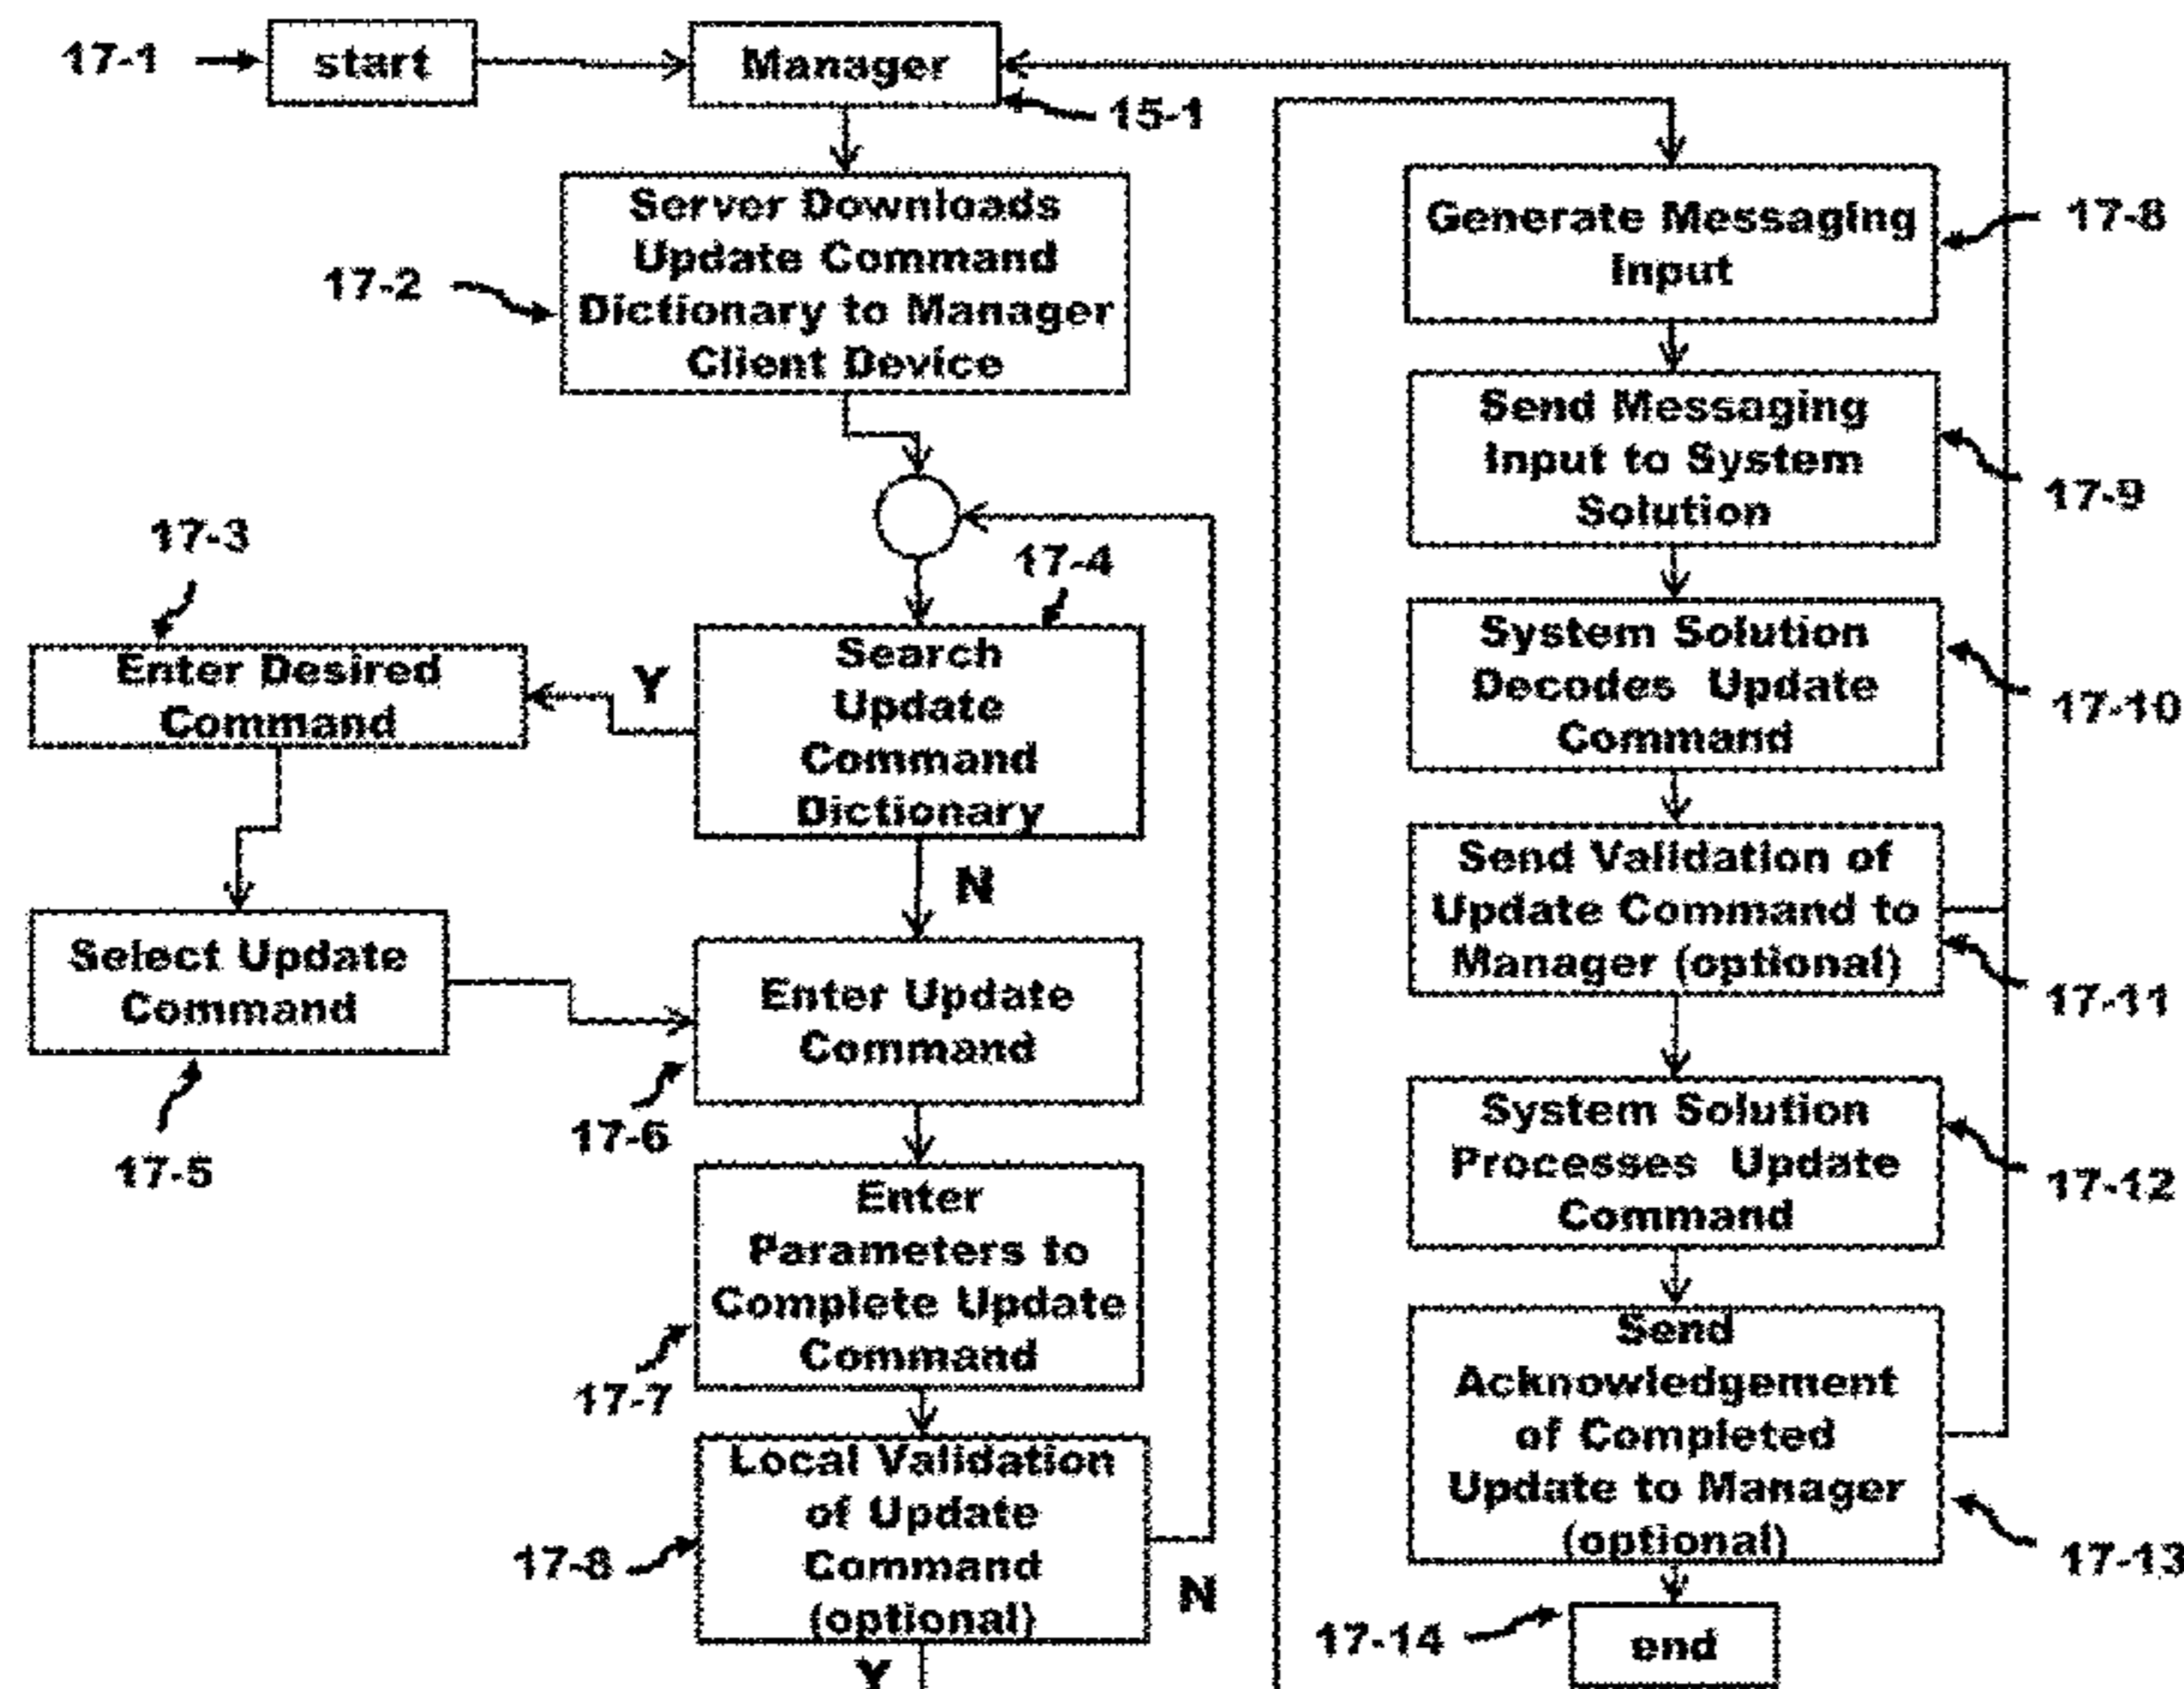 17-1
start
Manager
15-1
Server Downloads
Update Command
Dictionary to Manager
Client Device
17-2
17-3
17-4
Enter Desired
Command
Y
Search
Update
Command
Dictionary
N
Select Update
Command
17-5
Enter Update
Command
17-6
Enter
Parameters to
Complete Update
Command
17-7
Local Validation
of Update
Command
(optional)
17-8
N
Y
Generate Messaging
Input
17-8
Send Messaging
Input to System
Solution
17-9
System Solution
Decodes Update
Command
17-10
Send Validation of
Update Command to
Manager (optional)
17-11
System Solution
Processes Update
Command
17-12
Send
Acknowledgement
of Completed
Update to Manager
(optional)
17-13
17-14
end